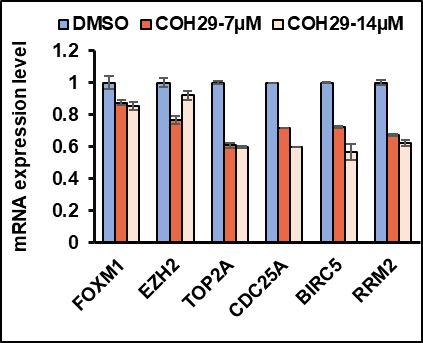 DMSO COH29-7µM COH29-14µM
mRNA expression level
1.2
1
0.8
0.6
0.4
0.2
0
FOXM1 EZH2 TOP2A CDC25A BIRC5 RRM2